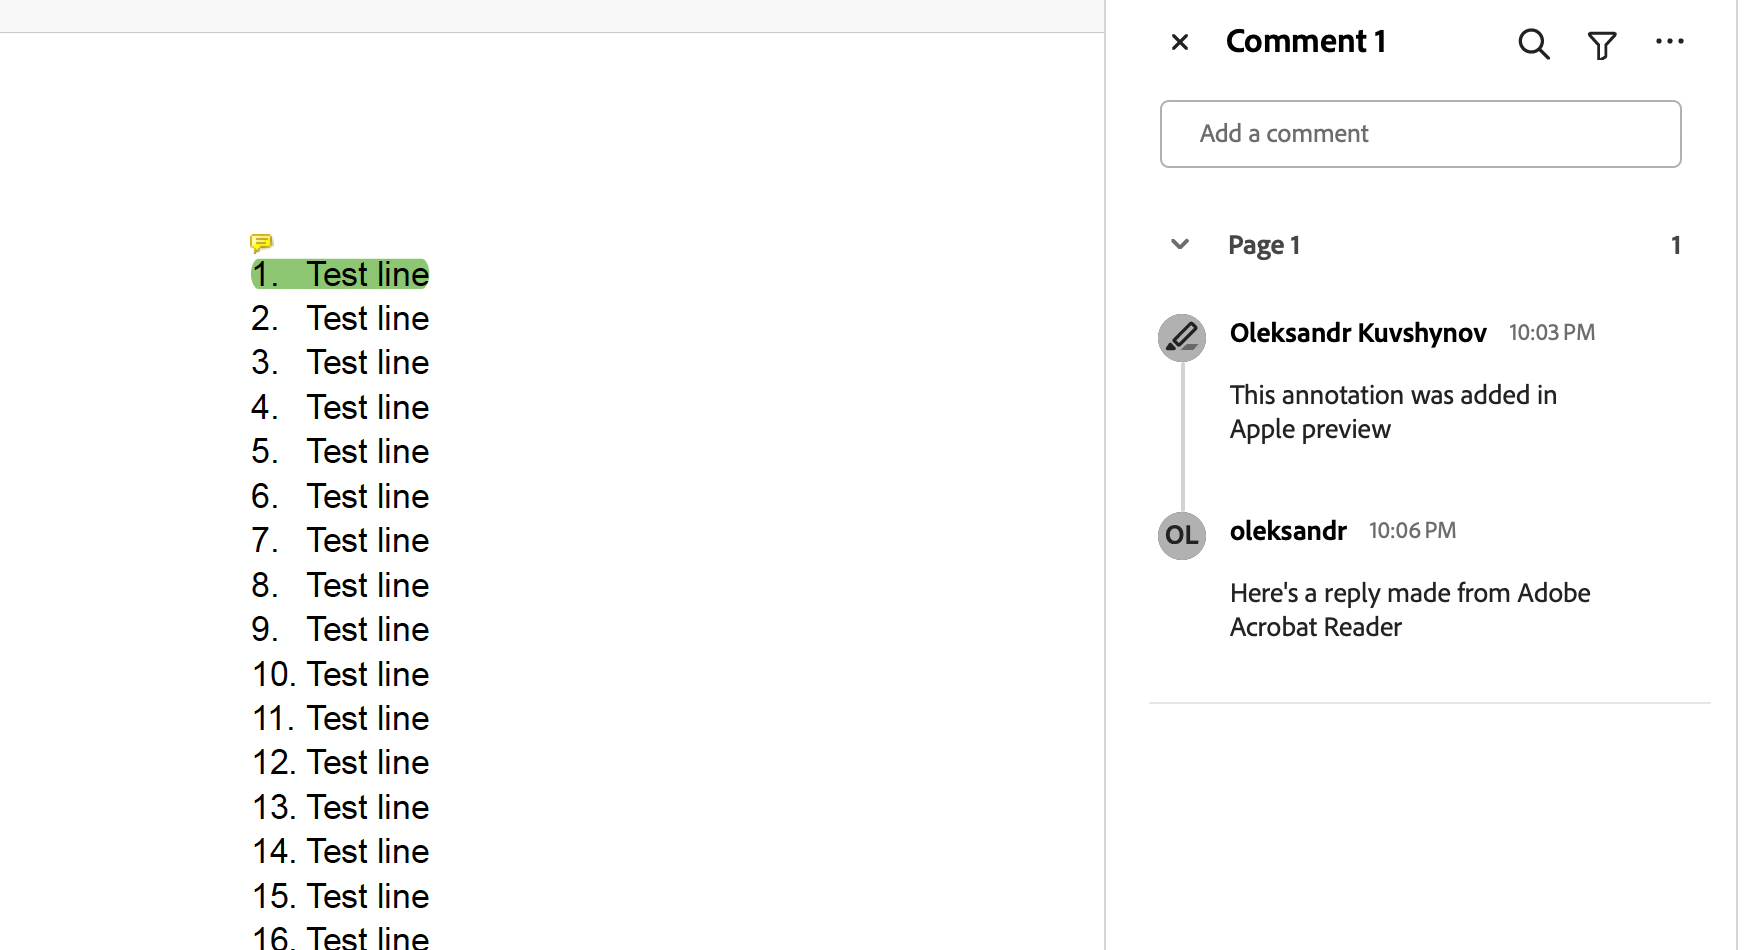 1. Test line
2. Test line
3. Test line
4. Test line
5. Test line
6. Test line
7. Test line
8. Test line
9. Test line
10. Test line
11. Test line
12. Test line
13. Test line
14. Test line
15. Test line
16. Test line
Comment 1
Add a comment
Page 1 1
Oleksandr Kuvshynov 10:03 PM
This annotation was added in
Apple preview
OL oleksandr 10:06 PM
Here's a reply made from Adobe
Acrobat Reader